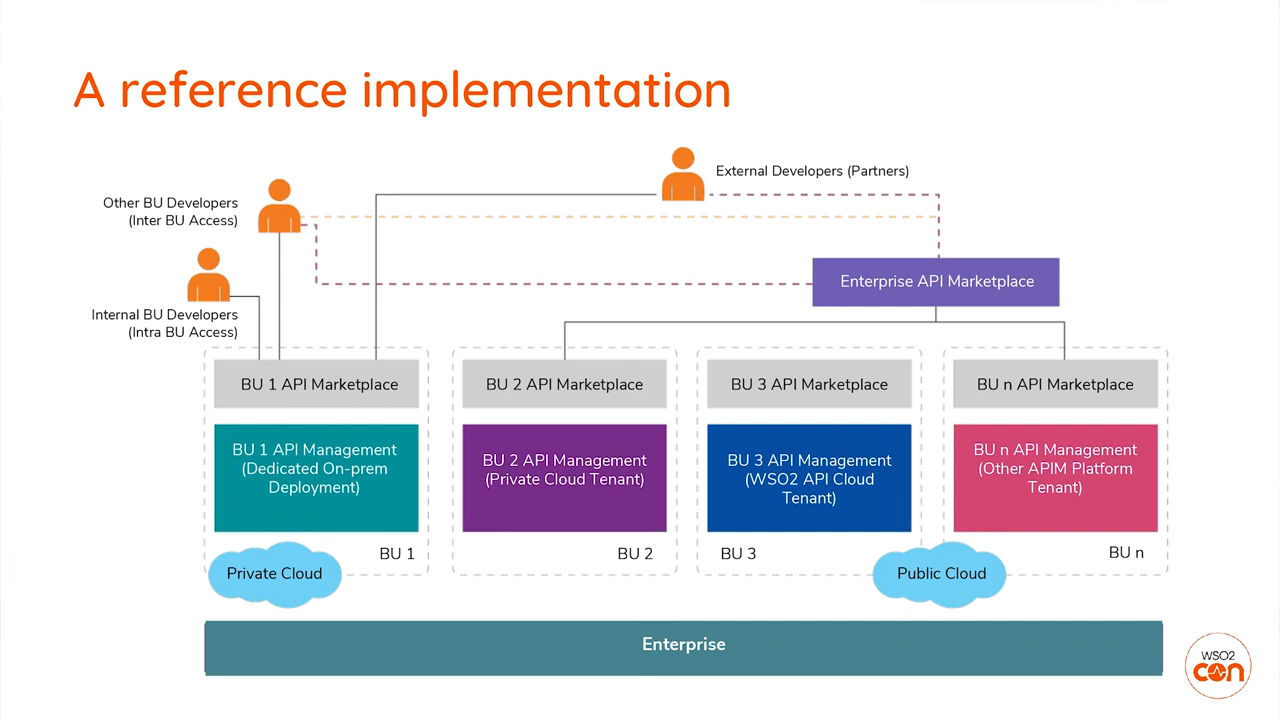 A reference implementation
External Developers (Partners)
Other BU Developers
(Inter BU Access)
Internal BU Developers
(Intra BU Access)
Enterprise API Marketplace
BU 1 API Marketplace
BU 2 API Marketplace
BU 3 API Marketplace
BU n API Marketplace
BU 1 API Management
(Dedicated On-prem
Deployment)
BU 2 API Management
(Private Cloud Tenant)
BU 3 API Management
(WSO2 API Cloud
Tenant)
BU n API Management
(Other APIM Platform
Tenant)
BU 1
BU 2
BU 3
BU n
Private Cloud
Public Cloud
Enterprise
WSO2
con